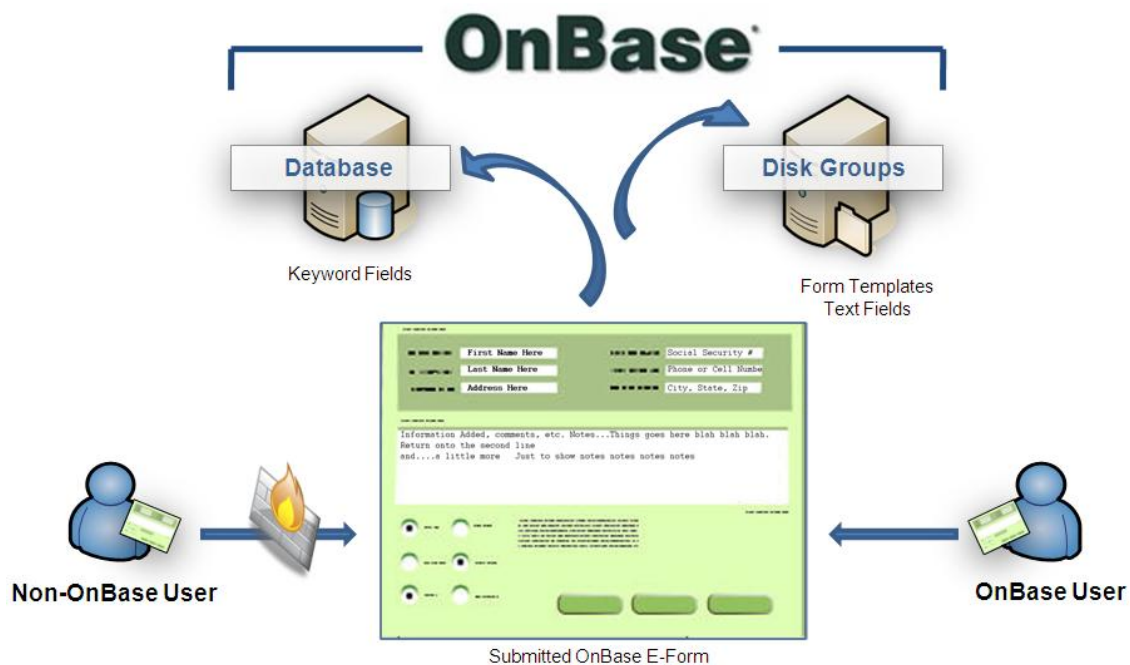 OnBase
Database
Disk Groups
Keyword Fields
Form Templates
Text Fields
First Name Here
Social Security #
Last Name Here
Phone or Cell Numbe
Address Here
City, State, Zip
Information Added, comments, etc. Notes...Things goes here blah blah blah.
Return onto the second line
and....a little more Just to show notes notes notes notes
Non-OnBase User
OnBase User
Submitted OnBase E-Form